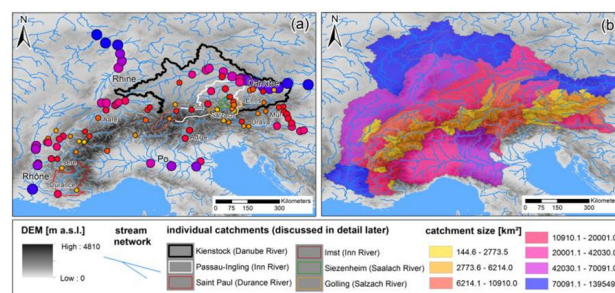 N
(a)
Rhine
Danube
Enns
Mur
Aare
Salzach
Drau
Adige
Isère
Po
Rhône
Durance
0 75 150 300
Kilometers
N
(b)
0 75 150 300
Kilometers
DEM [m a.s.l.]
High : 4810
Low : 0
stream
network
individual catchments (discussed in detail later)
Kienstock (Danube River)
Passau-Ingling (Inn River)
Saint Paul (Durance River)
Imst (Inn River)
Siezenheim (Saalach River)
Golling (Salzach River)
catchment size [km²]
144.6 - 2773.5
2773.6 - 6214.0
6214.1 - 10910.0
10910.1 - 20001.0
20001.1 - 42030.
42030.1 - 70091.
70091.1 - 1399